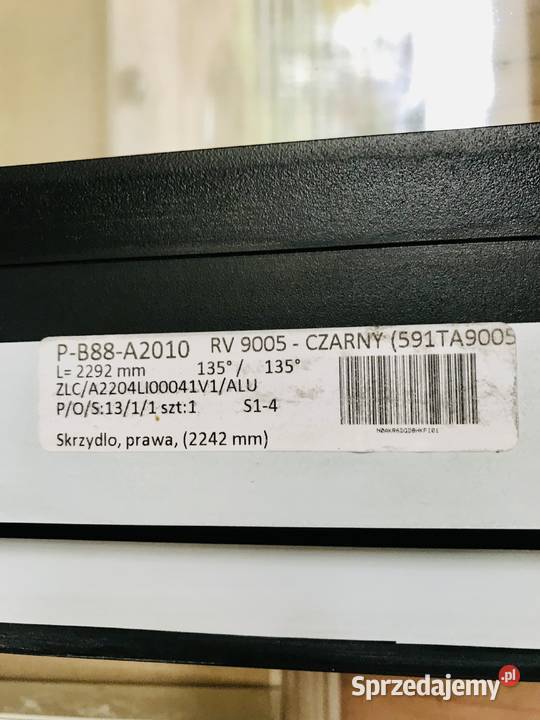 P-B88-A2010 RV 9005 - CZARNY (591TA9005
L= 2292 mm 135°/ 135°
ZLC/A2204LI00041V1/ALU
P/O/S:13/1/1 szt:1 S1-4
Skrzydlo, prawa, (2242 mm)
Sprzedajemy.pl